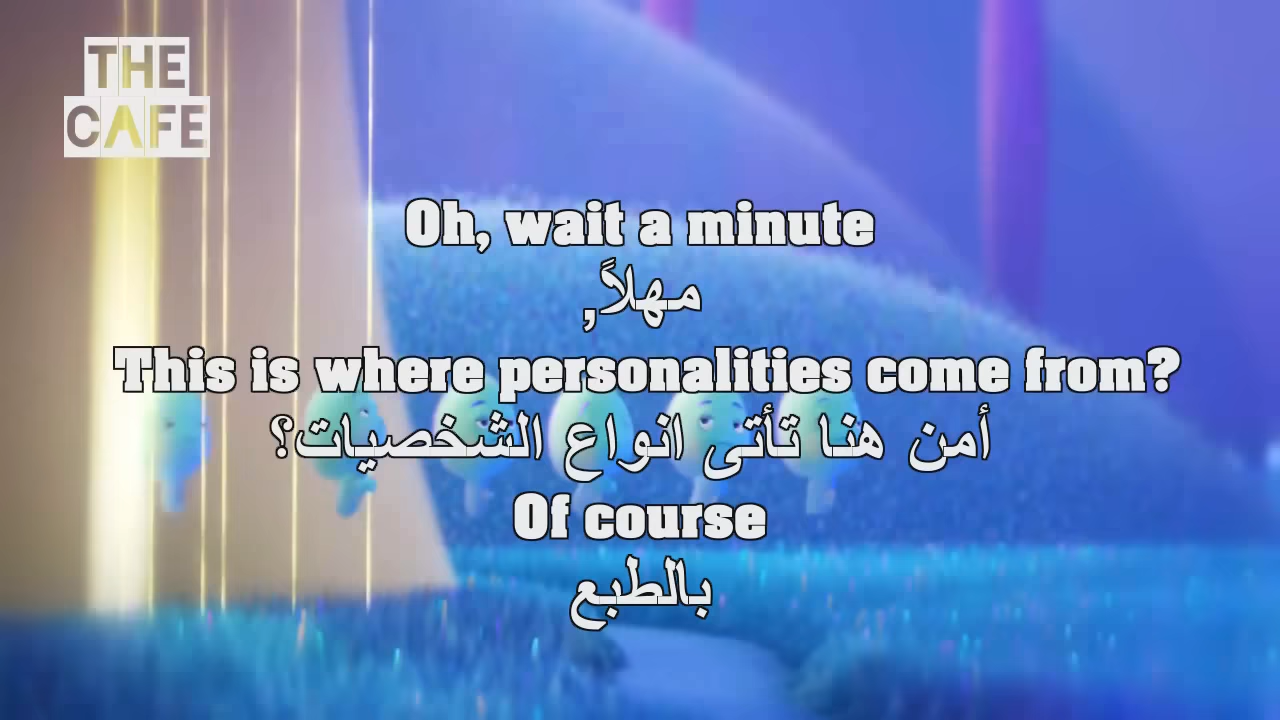 THE
CAFE
Oh, wait a minute
مهلاً,
This is where personalities come from?
أمن هنا تأتى انواع الشخصيات؟
Of course
بالطبع